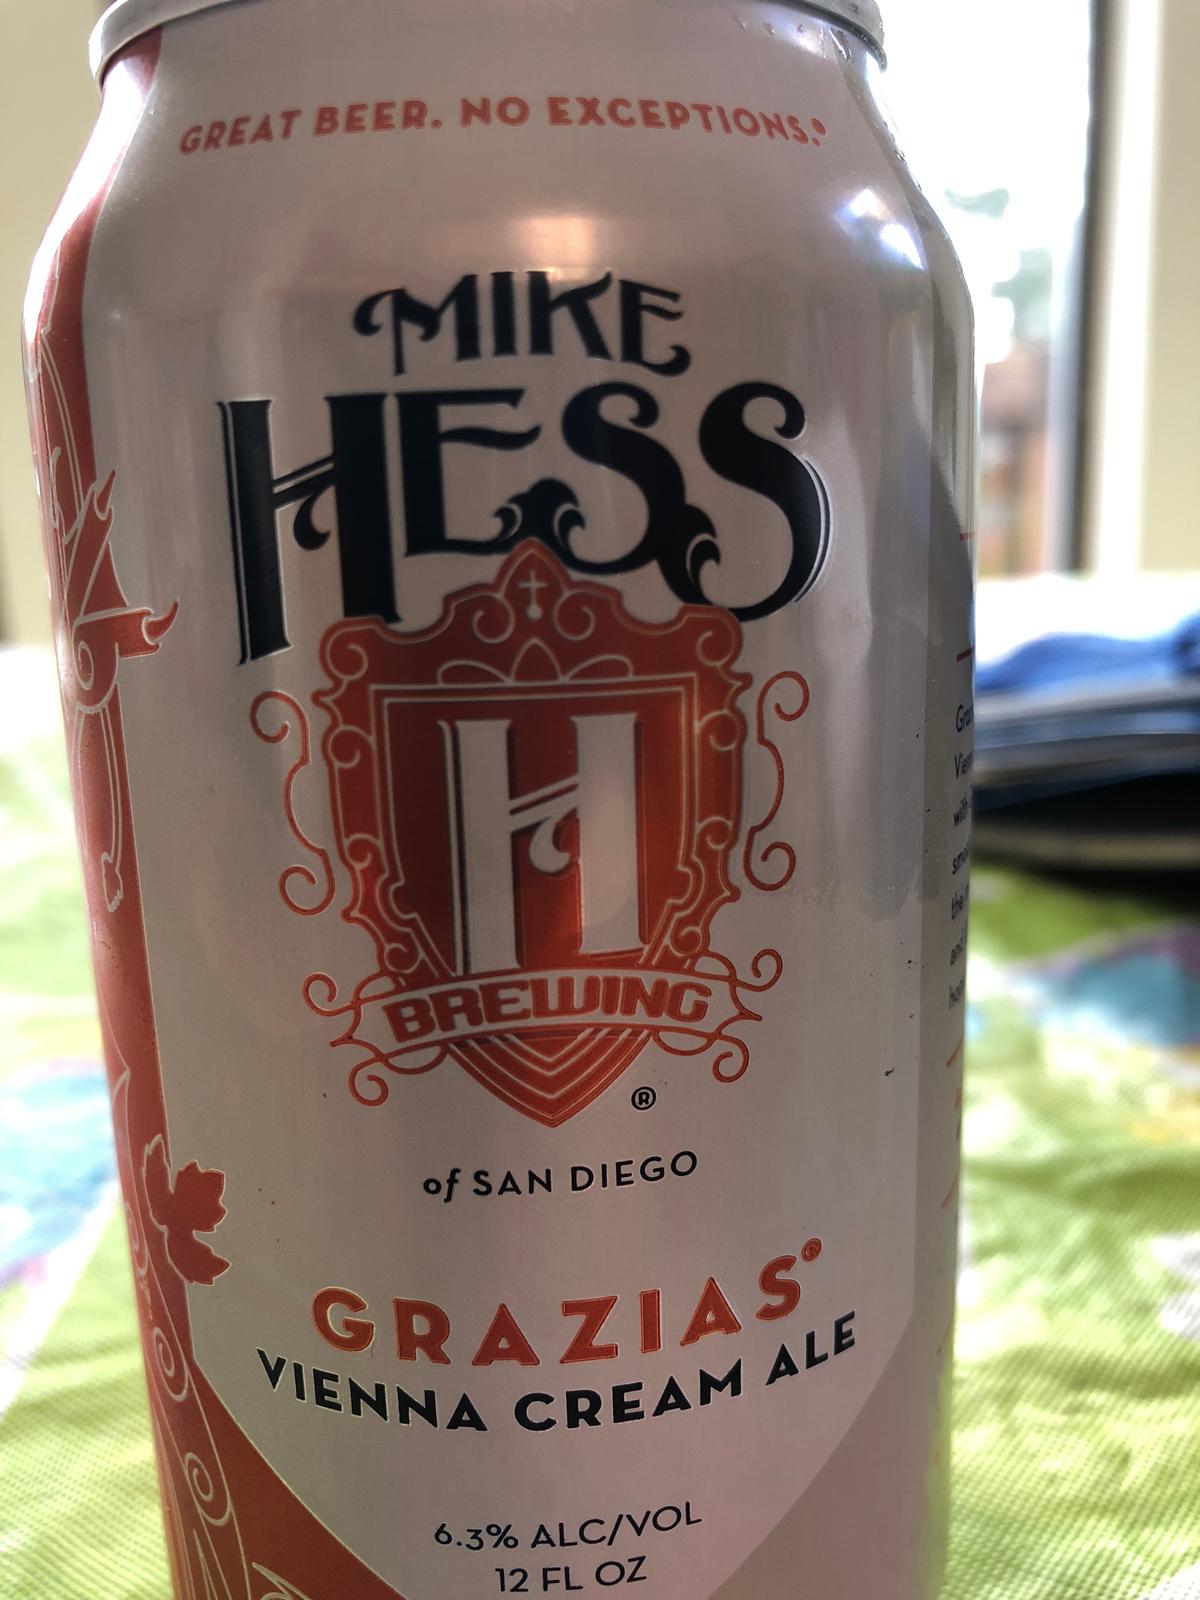 GREAT BEER. NO EXCEPTIONS.®
MIKE
HESS
H
BREWING
®
of SAN DIEGO
GRAZIAS®
VIENNA CREAM ALE
6.3% ALC/VOL
12 FL OZ
the